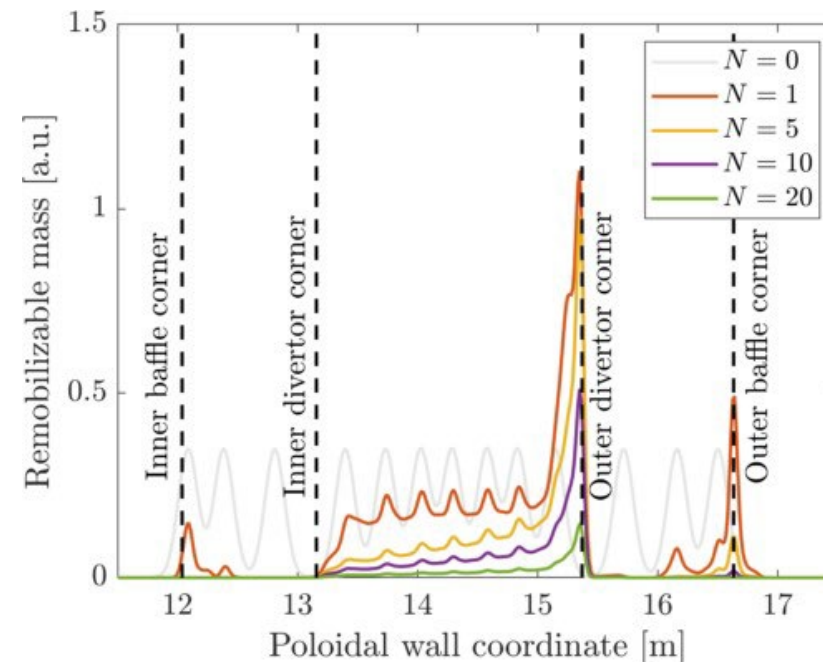 1.5
1
0.5
0
Remobilizable mass [a.u.]
Inner baffle corner
Inner divertor corner
Outer divertor corner
Outer baffle corner
N = 0
N = 1
N = 5
N = 10
N = 20
12 13 14 15 16 17
Poloidal wall coordinate [m]